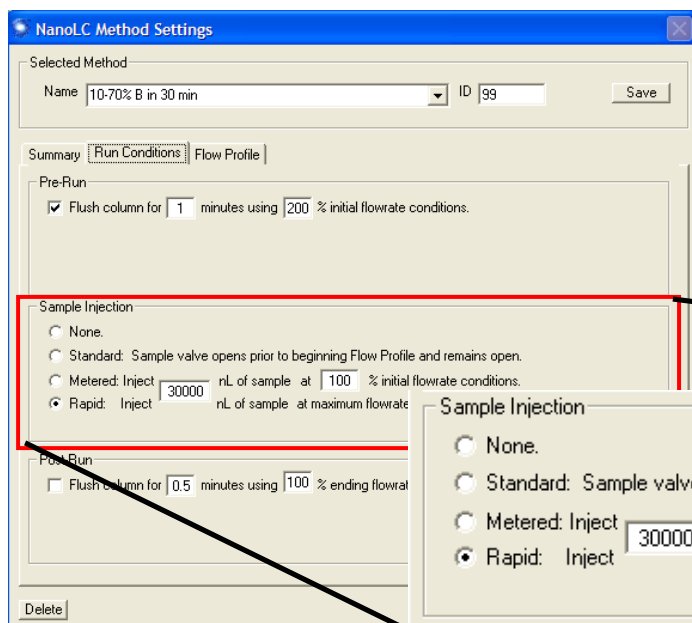 NanoLC Method Settings
Selected Method
Name 10-70% B in 30 min ID 99 Save
Summary Run Conditions Flow Profile
Pre-Run
Flush column for 1 minutes using 200 % initial flowrate conditions.
Sample Injection
None.
Standard: Sample valve opens prior to beginning Flow Profile and remains open.
Metered: Inject 30000 nL of sample at 100 % initial flowrate conditions.
Rapid: Inject nL of sample at maximum flowrate
Post-Run
Flush column for 0.5 minutes using 100 % ending flowrat
Delete
Sample Injection
None.
Standard: Sample valve
Metered: Inject 30000
Rapid: Inject